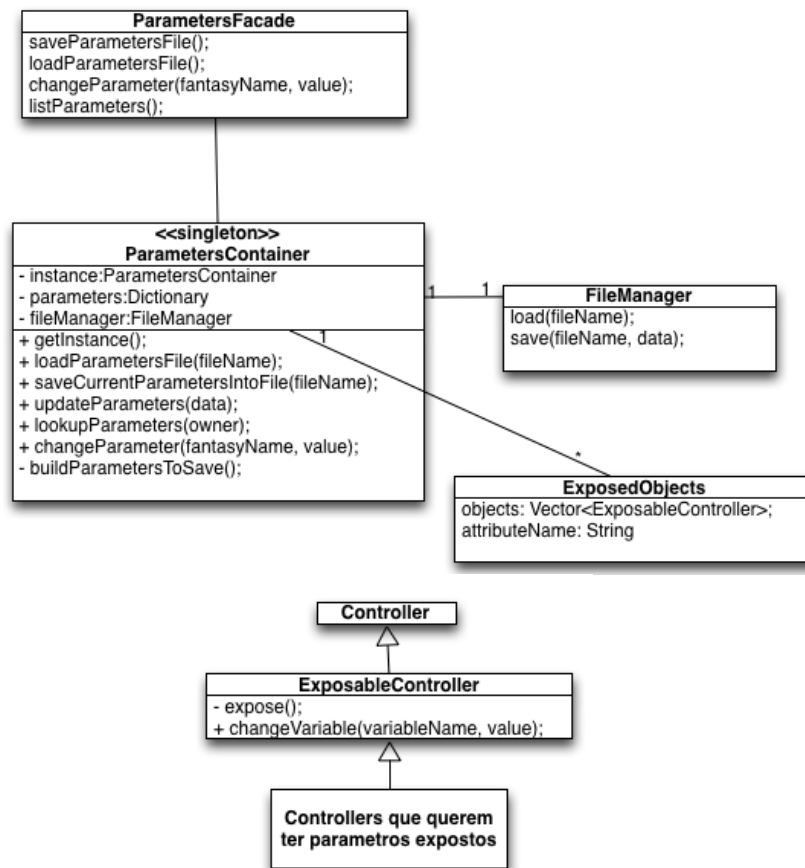 ParametersFacade
saveParametersFile();
loadParametersFile();
changeParameter(fantasyName, value);
listParameters();
<<singleton>>
ParametersContainer
- instance:ParametersContainer
- parameters:Dictionary
- fileManager:FileManager
+ getInstance();
+ loadParametersFile(fileName);
+ saveCurrentParametersIntoFile(fileName);
+ updateParameters(data);
+ lookupParameters(owner);
+ changeParameter(fantasyName, value);
- buildParametersToSave();
1
1
FileManager
load(fileName);
save(fileName, data);
1
*
ExposedObjects
objects: Vector<ExposableController>;
attributeName: String
Controller
ExposableController
- expose();
+ changeVariable(variableName, value);
Controllers que querem
ter parametros expostos